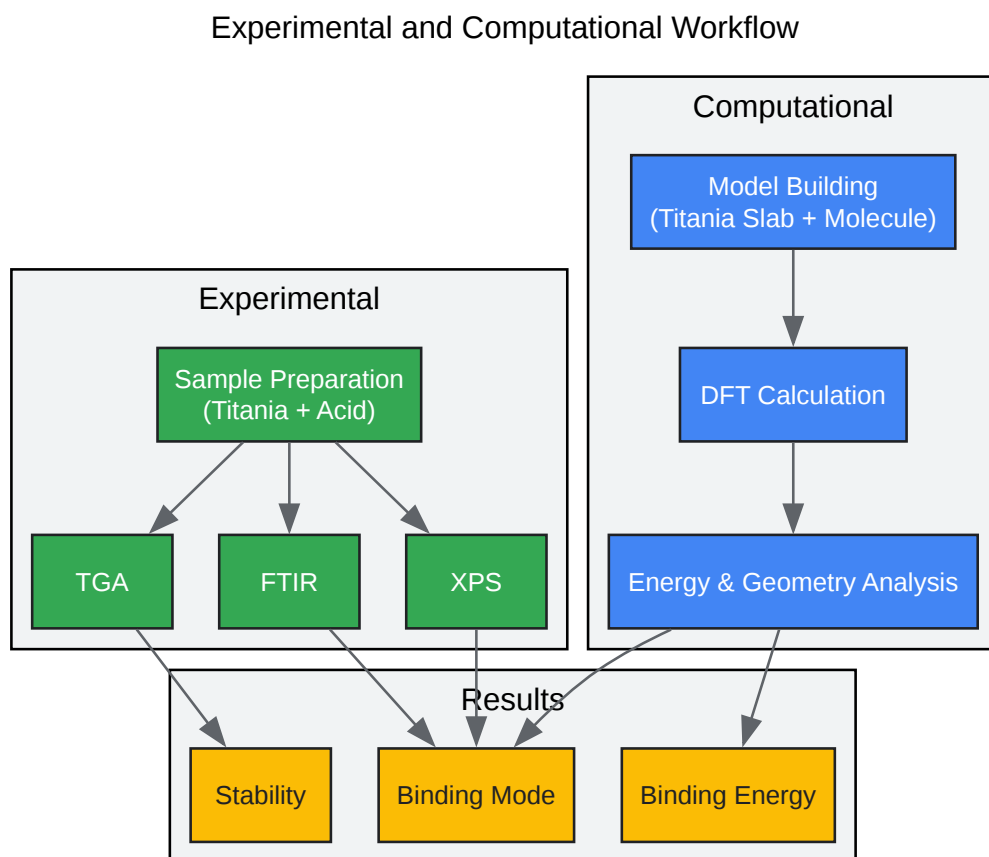 Experimental and Computational Workflow
Computational
Model Building
(Titania Slab + Molecule)
Experimental
Sample Preparation
(Titania + Acid)
DFT Calculation
TGA
FTIR
XPS
Energy & Geometry Analysis
Results
Stability
Binding Mode
Binding Energy